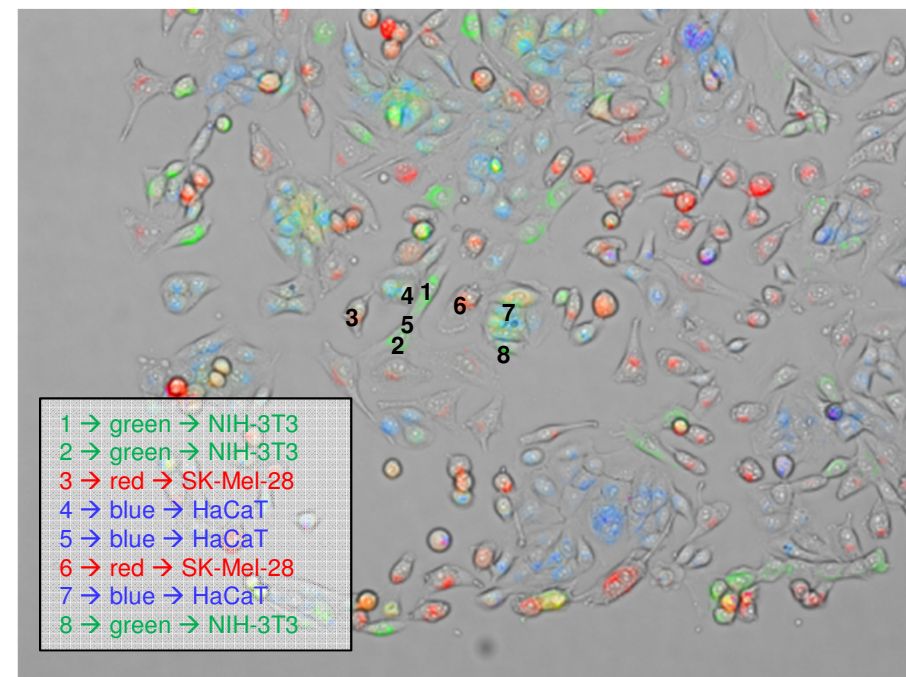 4 1
6
7
3
5
2
8
1 → green → NIH-3T3
2 → green → NIH-3T3
3 → red → SK-Mel-28
4 → blue → HaCaT
5 → blue → HaCaT
6 → red → SK-Mel-28
7 → blue → HaCaT
8 → green → NIH-3T3